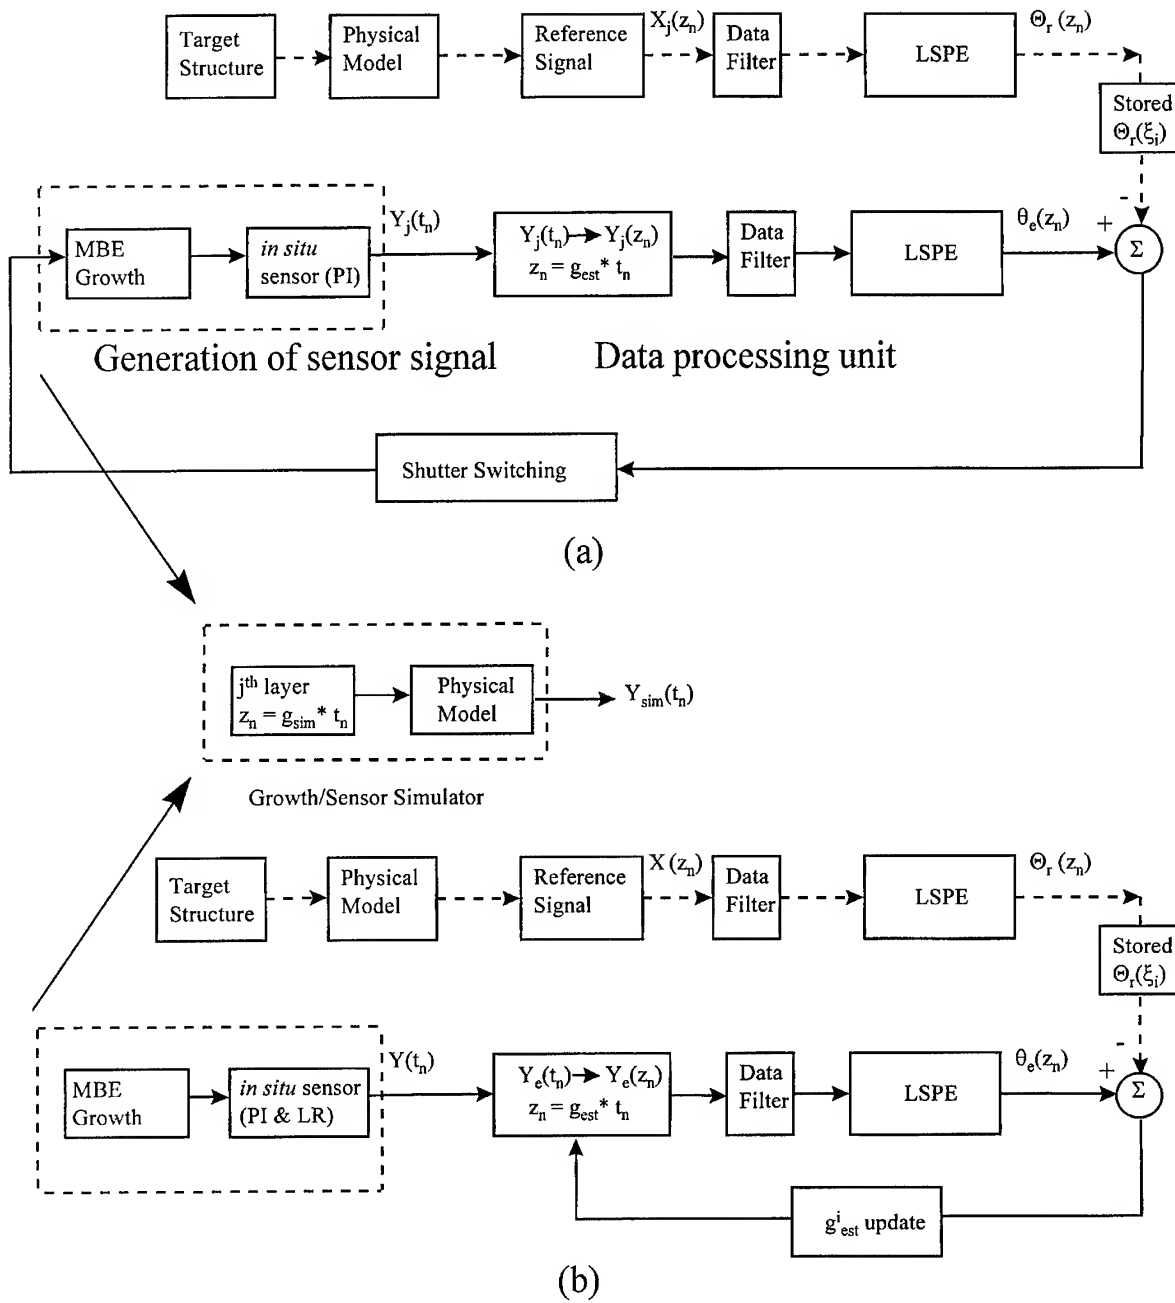 Target Structure
Physical Model
Reference Signal
X_j(z_n)
Data Filter
LSPE
Θ_r(z_n)
Stored Θ_r(ξ_i)
-
MBE Growth
in situ sensor (PI)
Y_j(t_n)
Y_j(t_n)→Y_j(z_n)
z_n = g_est* t_n
Data Filter
LSPE
θ_e(z_n)
+
Σ
Generation of sensor signal
Data processing unit
Shutter Switching
(a)
j^th layer
z_n = g_sim* t_n
Physical Model
Y_sim(t_n)
Growth/Sensor Simulator
Target Structure
Physical Model
Reference Signal
X(z_n)
Data Filter
LSPE
Θ_r(z_n)
Stored Θ_r(ξ_i)
-
MBE Growth
in situ sensor (PI & LR)
Y(t_n)
Y_e(t_n)→Y_e(z_n)
z_n = g_est* t_n
Data Filter
LSPE
θ_e(z_n)
+
Σ
g^i_est update
(b)